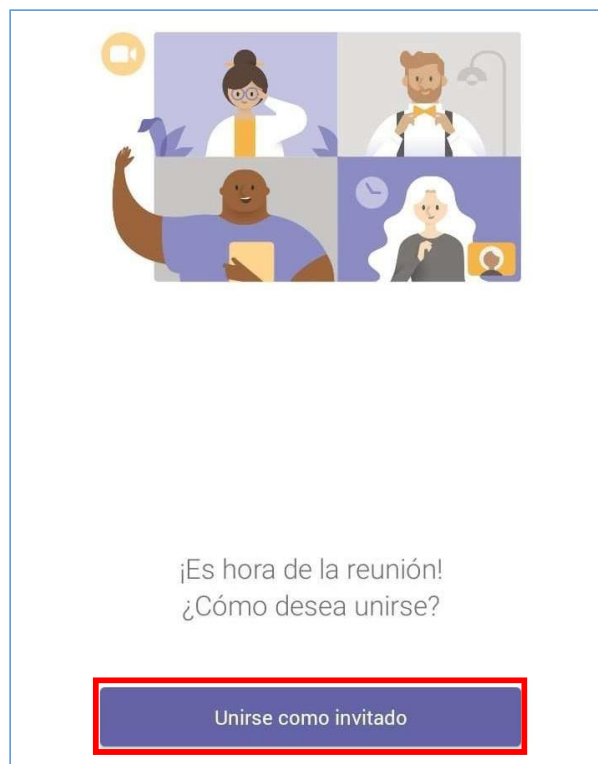 ¡Es hora de la reunión!
¿Cómo desea unirse?
Unirse como invitado